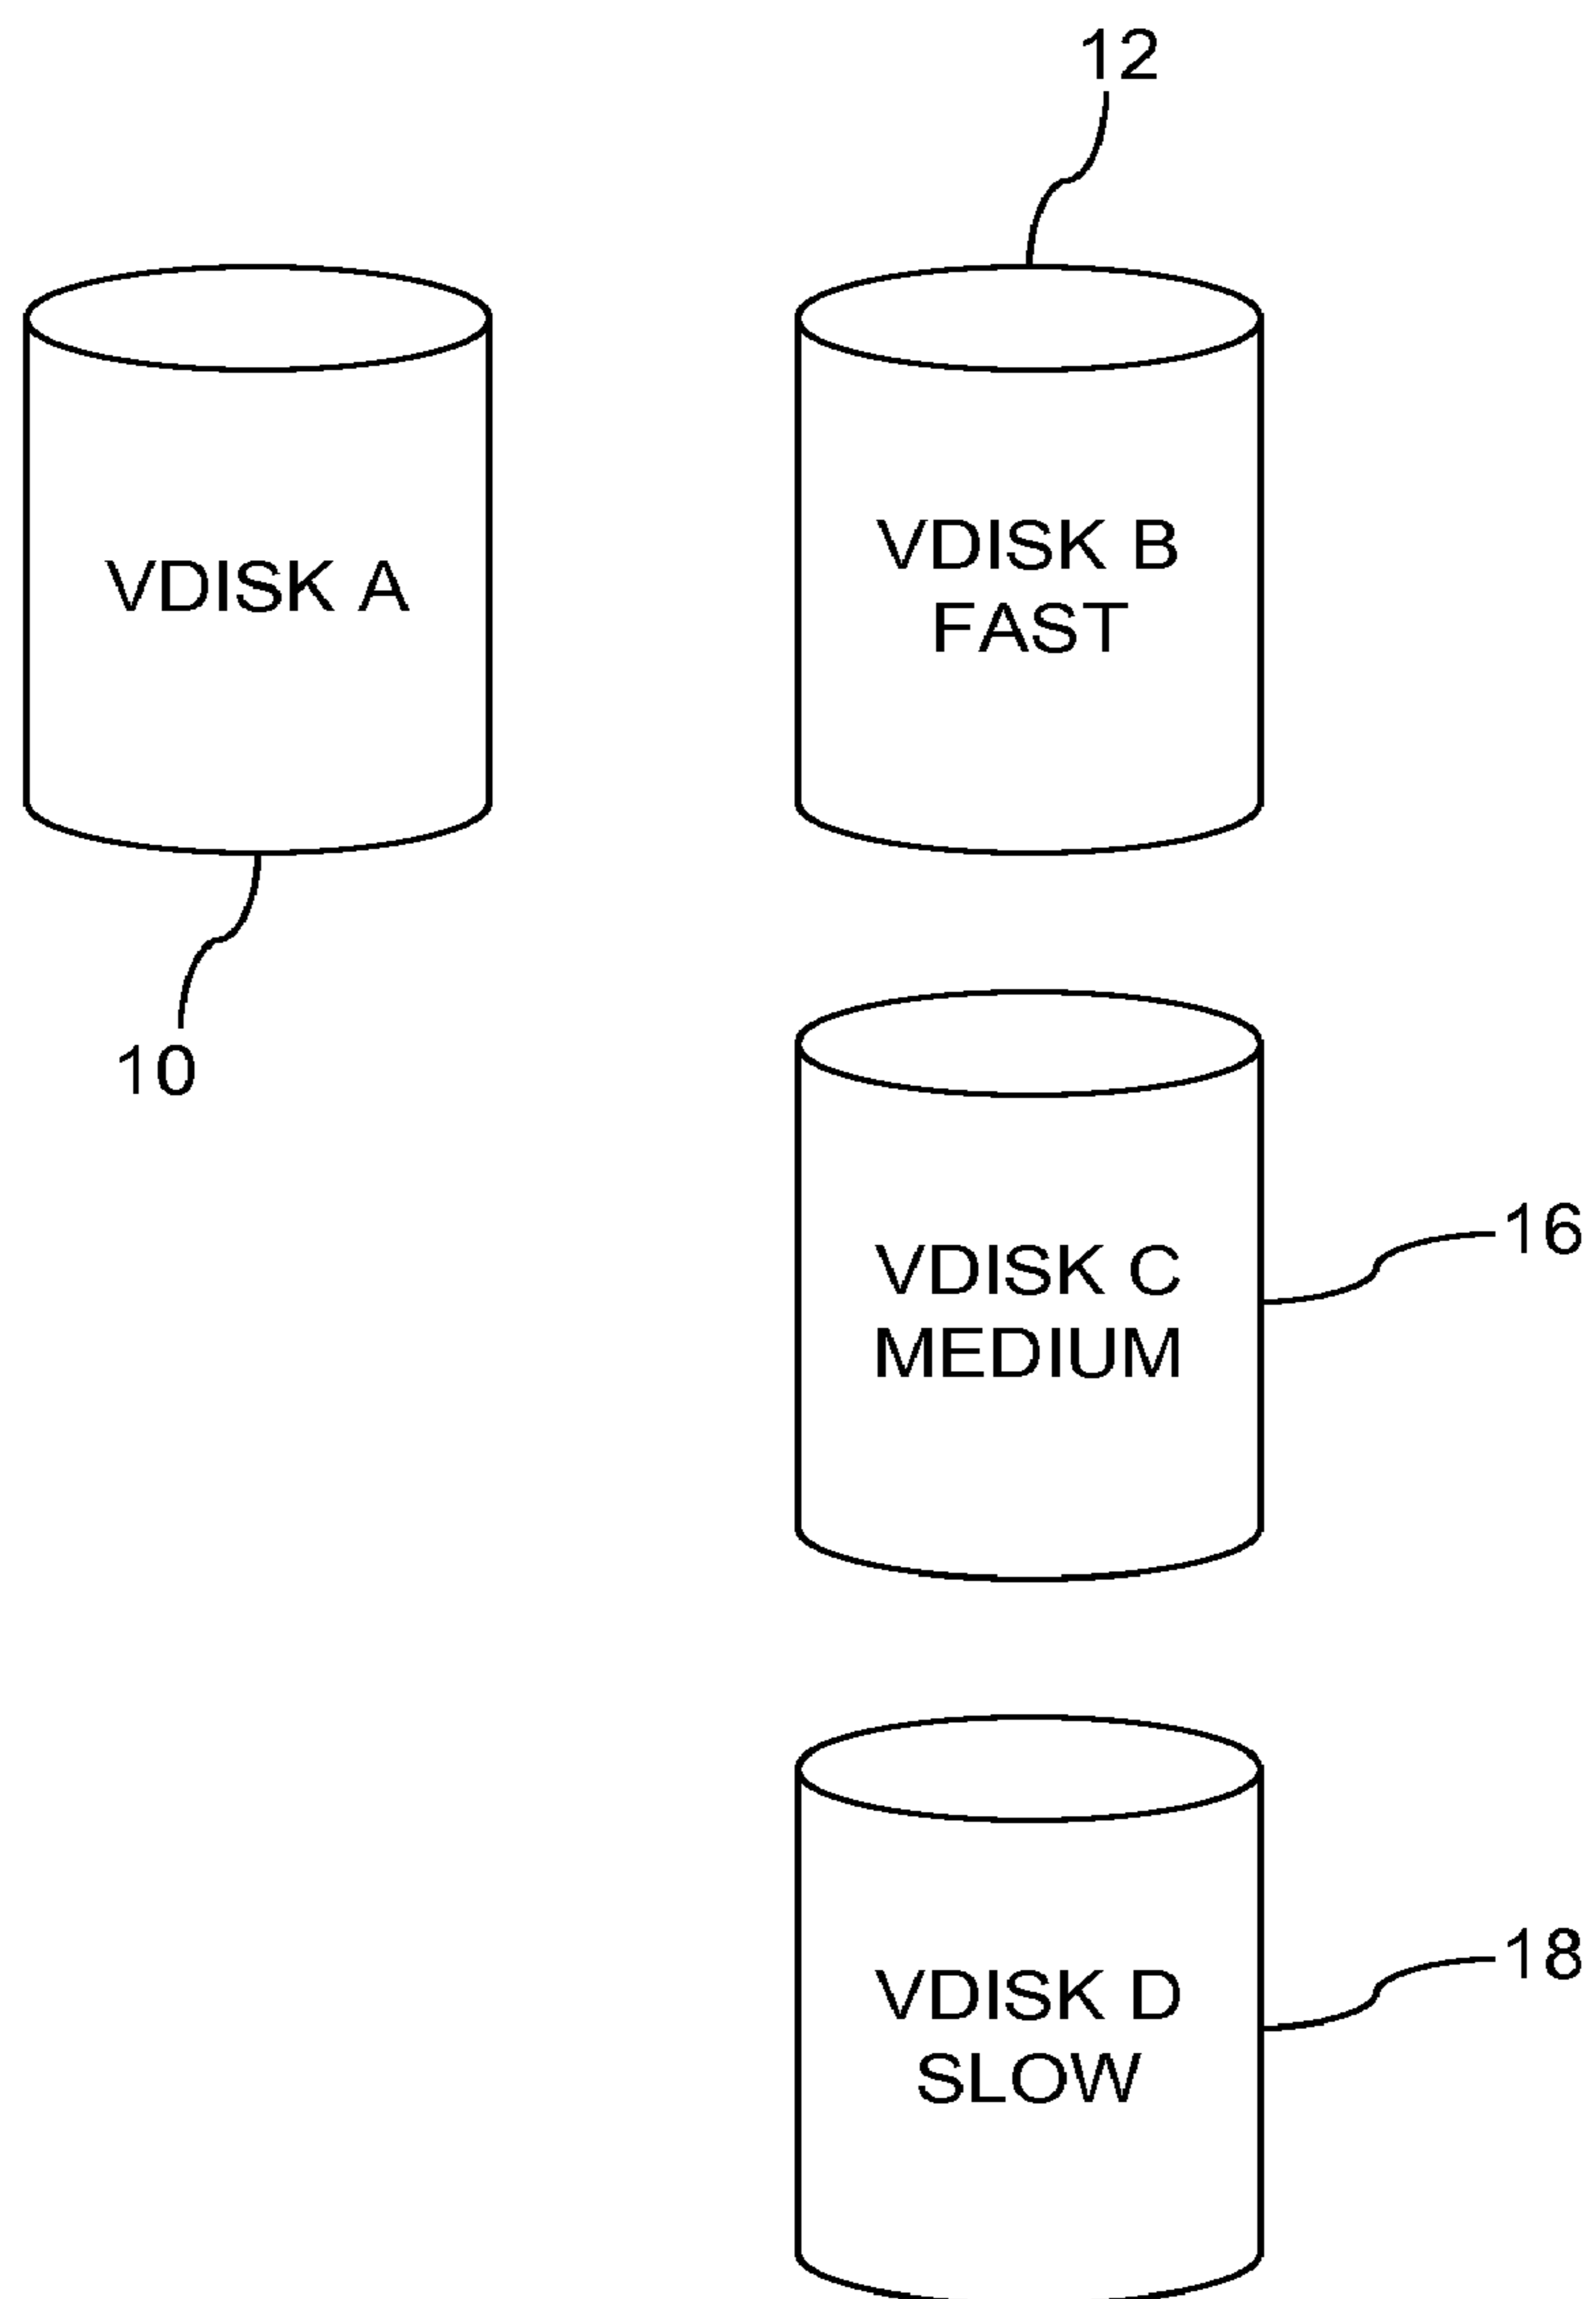 12
VDISK A
VDISK B
FAST
10
VDISK C
MEDIUM
16
VDISK D
SLOW
18